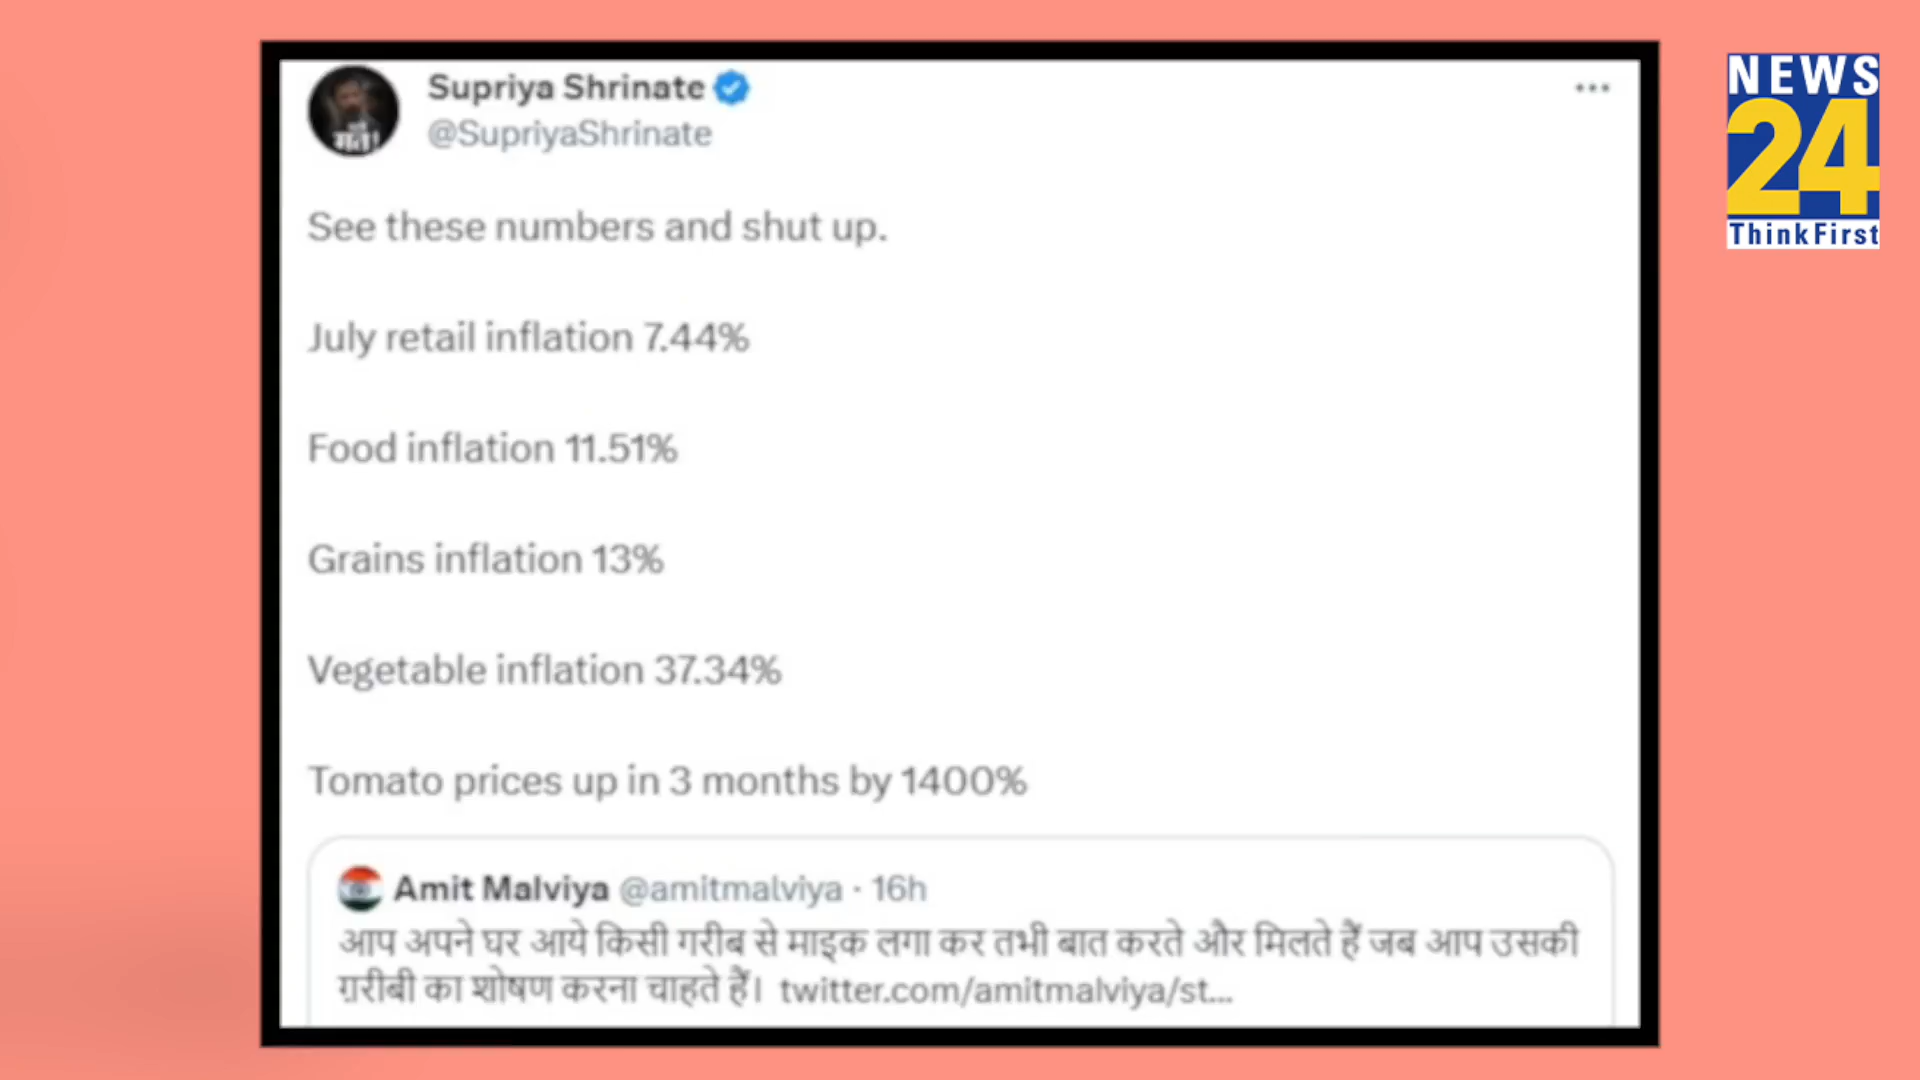 Supriya Shrinate
@SupriyaShrinate
NEWS
24
ThinkFirst
See these numbers and shut up.
July retail inflation 7.44%
Food inflation 11.51%
Grains inflation 13%
Vegetable inflation 37.34%
Tomato prices up in 3 months by 1400%
Amit Malviya @amitmalviya · 16h
आप अपने घर आये किसी गरीब से माइक लगा कर तभी बात करते और मिलते हैं जब आप उसकी
ग़रीबी का शोषण करना चाहते हैं। twitter.com/amitmalviya/st...